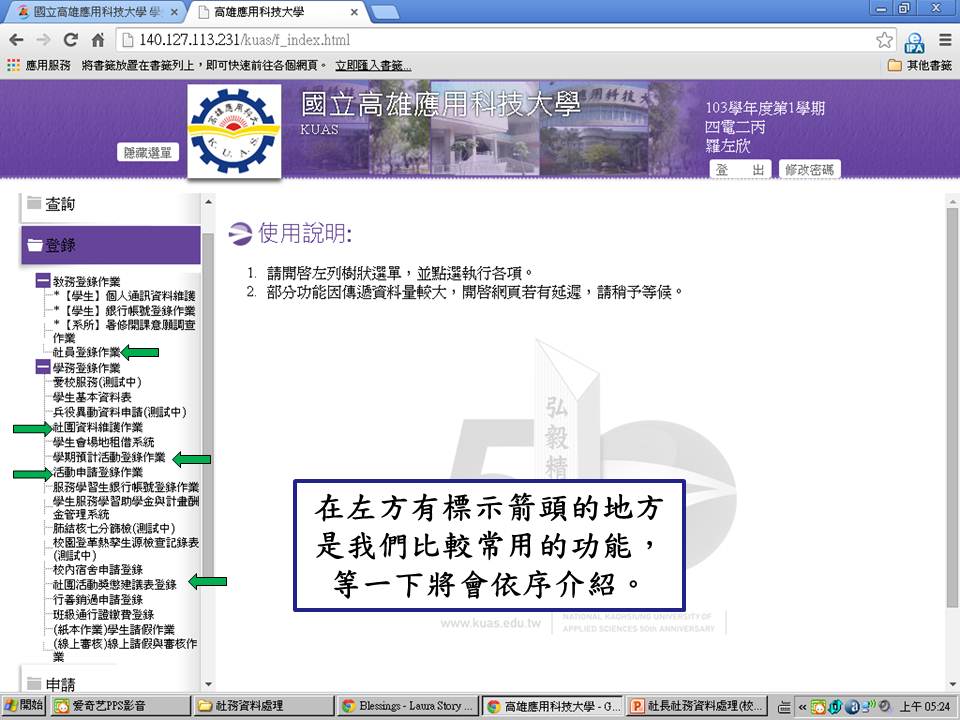 國立高雄應用科技大學 學
高雄應用科技大學
140.127.113.231/kuas/f_index.html
應用服務 將書籤放置在書籤列上，即可快速前往各個網頁。 立即匯入書籤...
其他書籤
國立高雄應用科技大學
KUAS
隱藏選單
103學年度第1學期
四電二丙
羅左欣
登 出
修改密碼
查詢
登錄
教務登錄作業
*【學生】個人通訊資料維護
*【學生】銀行帳號登錄作業
*【系所】暑修開課意願調查
作業
社員登錄作業
學務登錄作業
愛校服務(測試中)
學生基本資料表
兵役異動資料申請(測試中)
社團資料維護作業
學生會場地租借系統
學期預計活動登錄作業
活動申請登錄作業
服務學習生銀行帳號登錄作業
學生服務學習助學金與計畫酬
金管理系統
肺結核七分篩檢(測試中)
校園登革熱孳生源檢查記錄表
(測試中)
校內宿舍申請登錄
社團活動獎懲建議表登錄
行善銷過申請登錄
班級通行證繳費登錄
(紙本作業)學生請假作業
(線上審核)線上請假與審核作
業
申請
使用說明:
1. 請開啓左列樹狀選單，並點選執行各項。
2. 部分功能因傳遞資料量較大，開啓網頁若有延遲，請稍予等候。
弘
毅
精
在左方有標示箭頭的地方
是我們比較常用的功能，
等一下將會依序介紹。
www.kuas.edu.tw
NATIONAL KAOHSIUNG UNIVERSITY OF
APPLIED SCIENCES 50th ANNIVERSARY
開始
爱奇艺PPS影音
社務資料處理
Blessings - Laura Story ...
高雄應用科技大學 - G...
社長社務資料處理(校...
上午 05:24